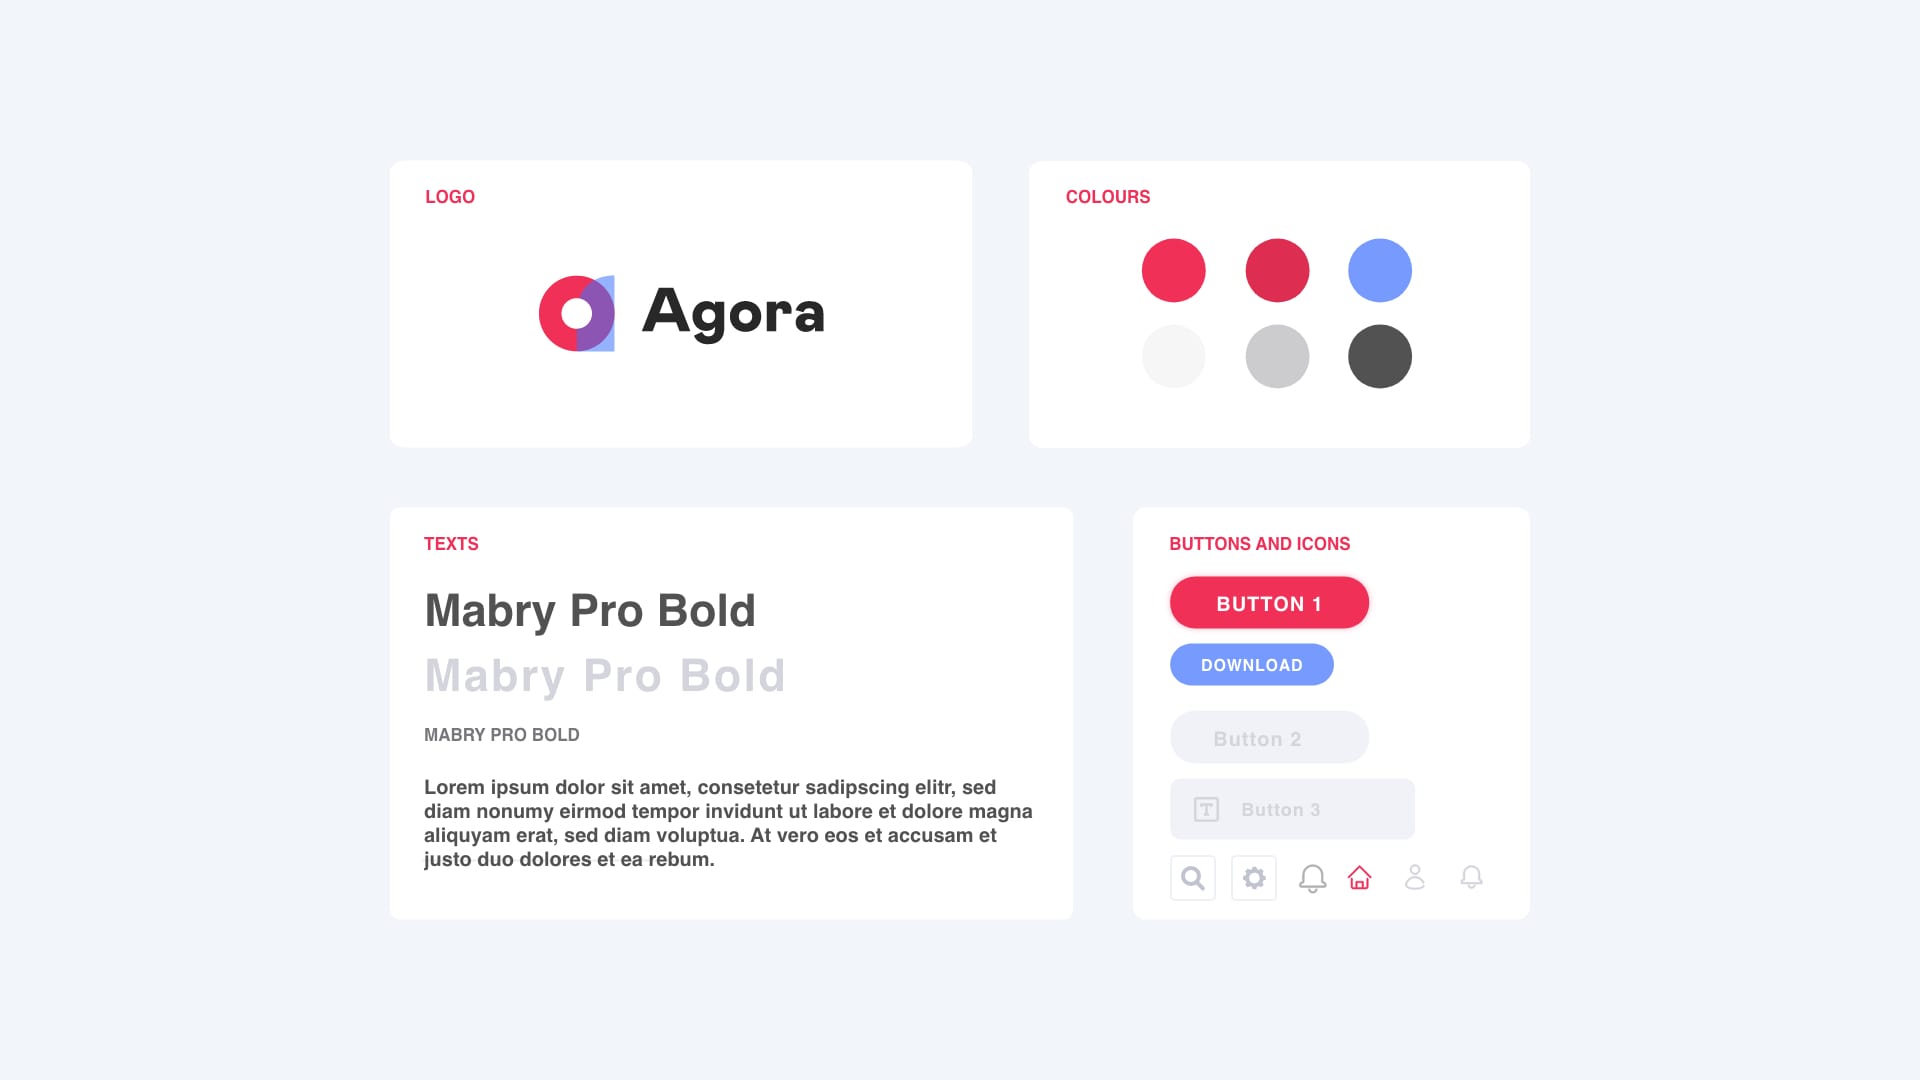 LOGO
Agora
COLOURS
TEXTS
Mabry Pro Bold
Mabry Pro Bold
MABRY PRO BOLD
Lorem ipsum dolor sit amet, consetetur sadipscing elitr, sed
diam nonumy eirmod tempor invidunt ut labore et dolore magna
aliquyam erat, sed diam voluptua. At vero eos et accusam et
justo duo dolores et ea rebum.
BUTTONS AND ICONS
BUTTON 1
DOWNLOAD
Button 2
T Button 3